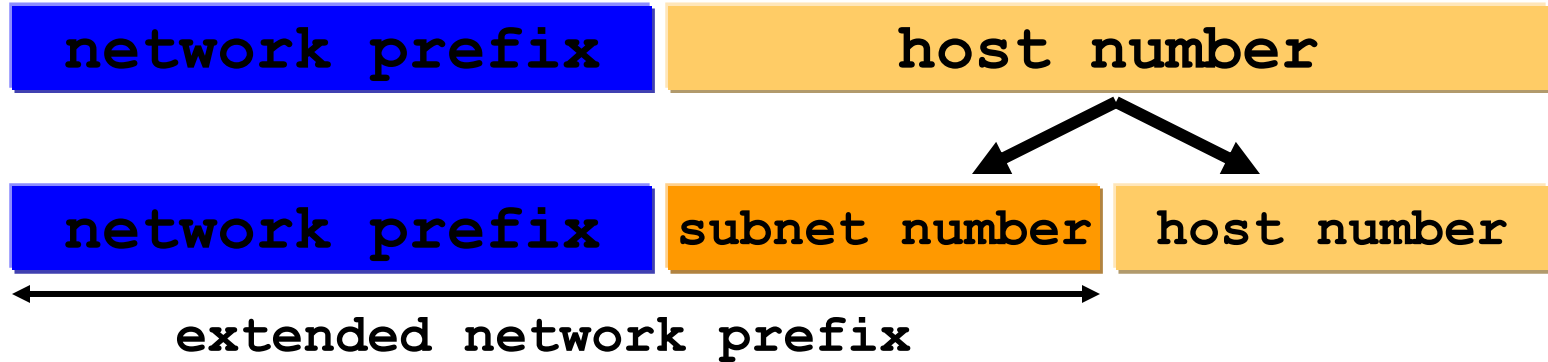 network prefix host number
network prefix subnet number host number
extended network prefix